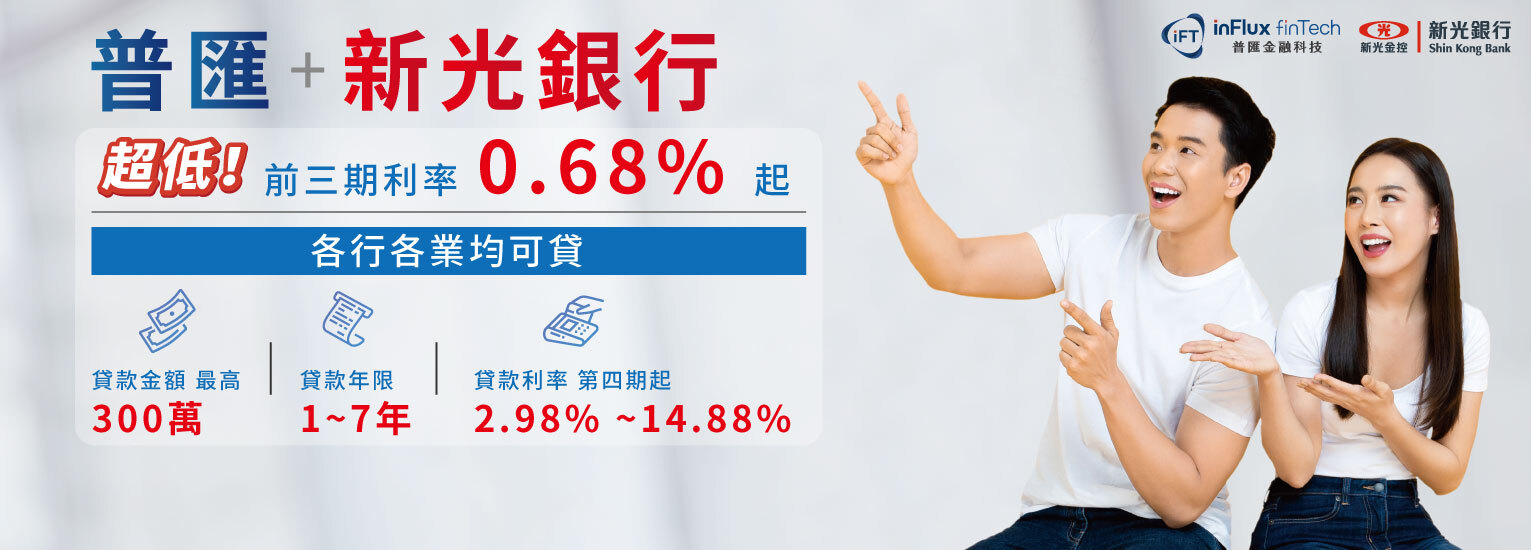 普匯+新光銀行
iFT inFlux finTech
普匯金融科技
光 新光金控
新光銀行
Shin Kong Bank
超低! 前三期利率 0.68% 起
各行各業均可貸
貸款金額 最高
300萬
貸款年限
1~7年
貸款利率 第四期起
2.98% ~14.88%